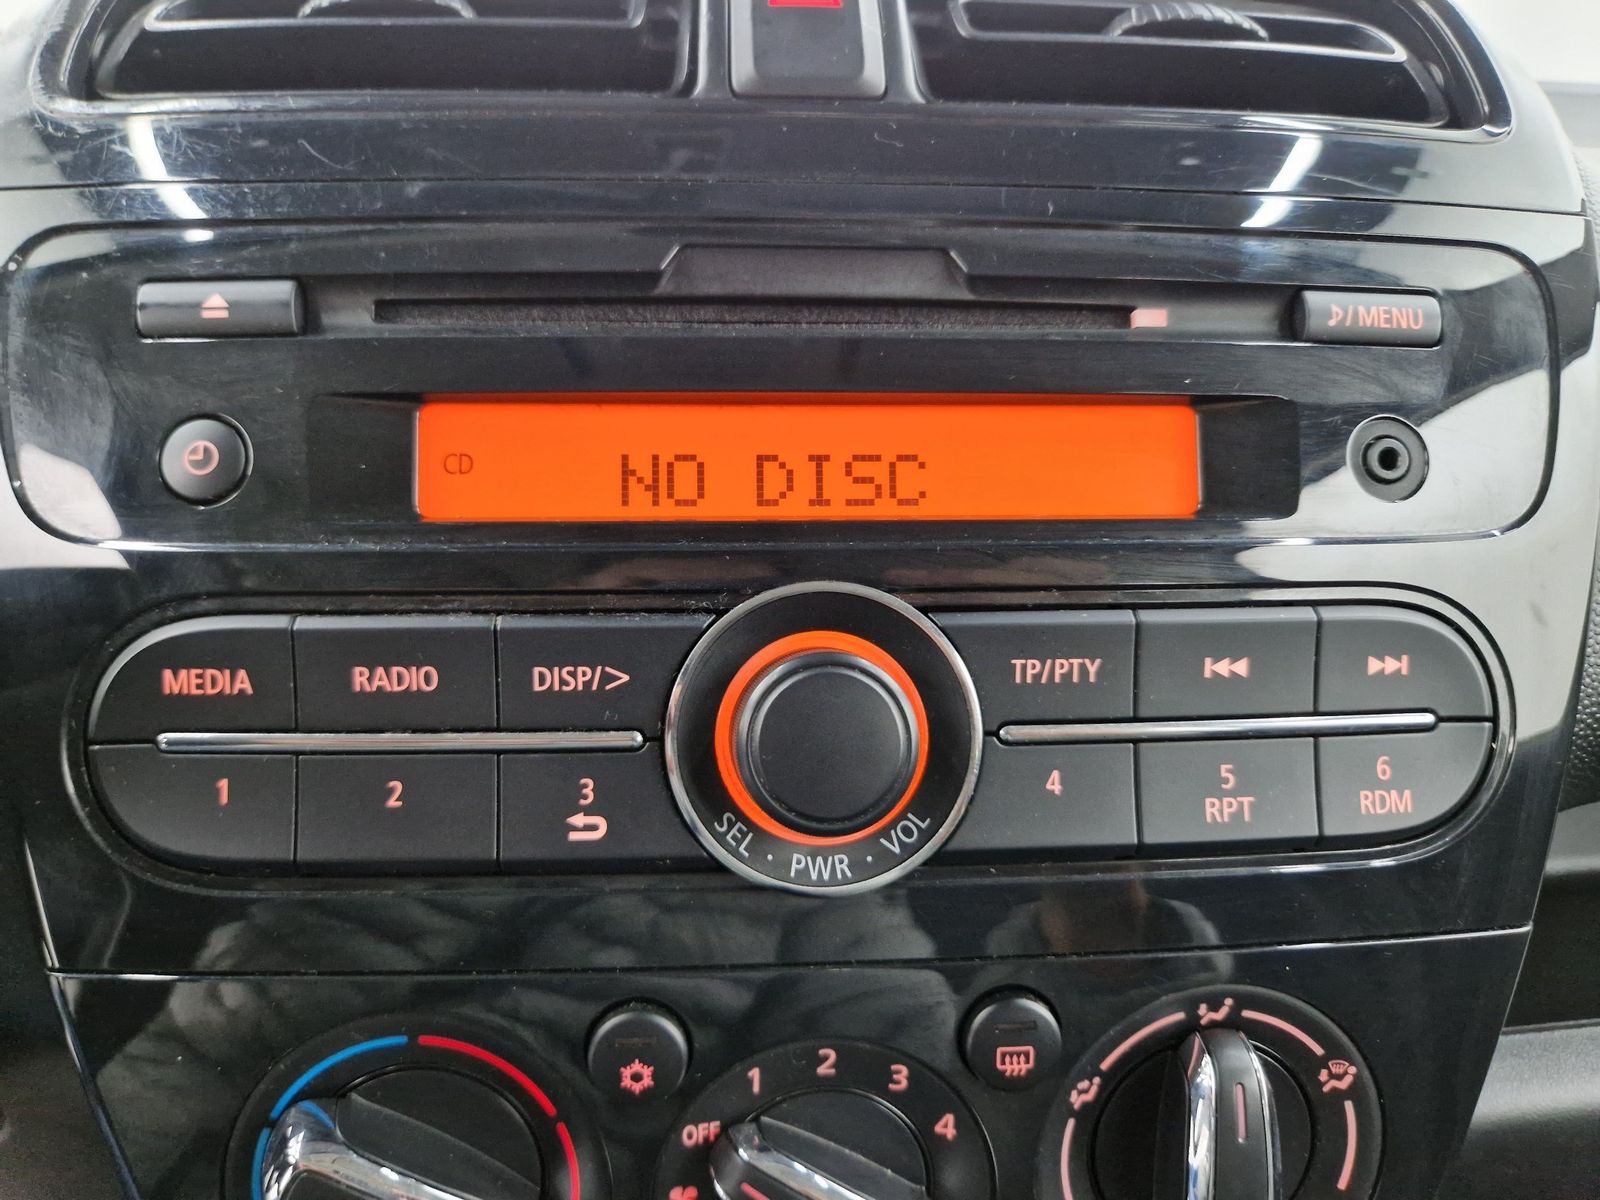 ♪/MENU
CD NO DISC
MEDIA RADIO DISP/> TP/PTY
1 2 3 4 5 6
RPT RDM
SEL · PWR · VOL
OFF 1 2 3 4